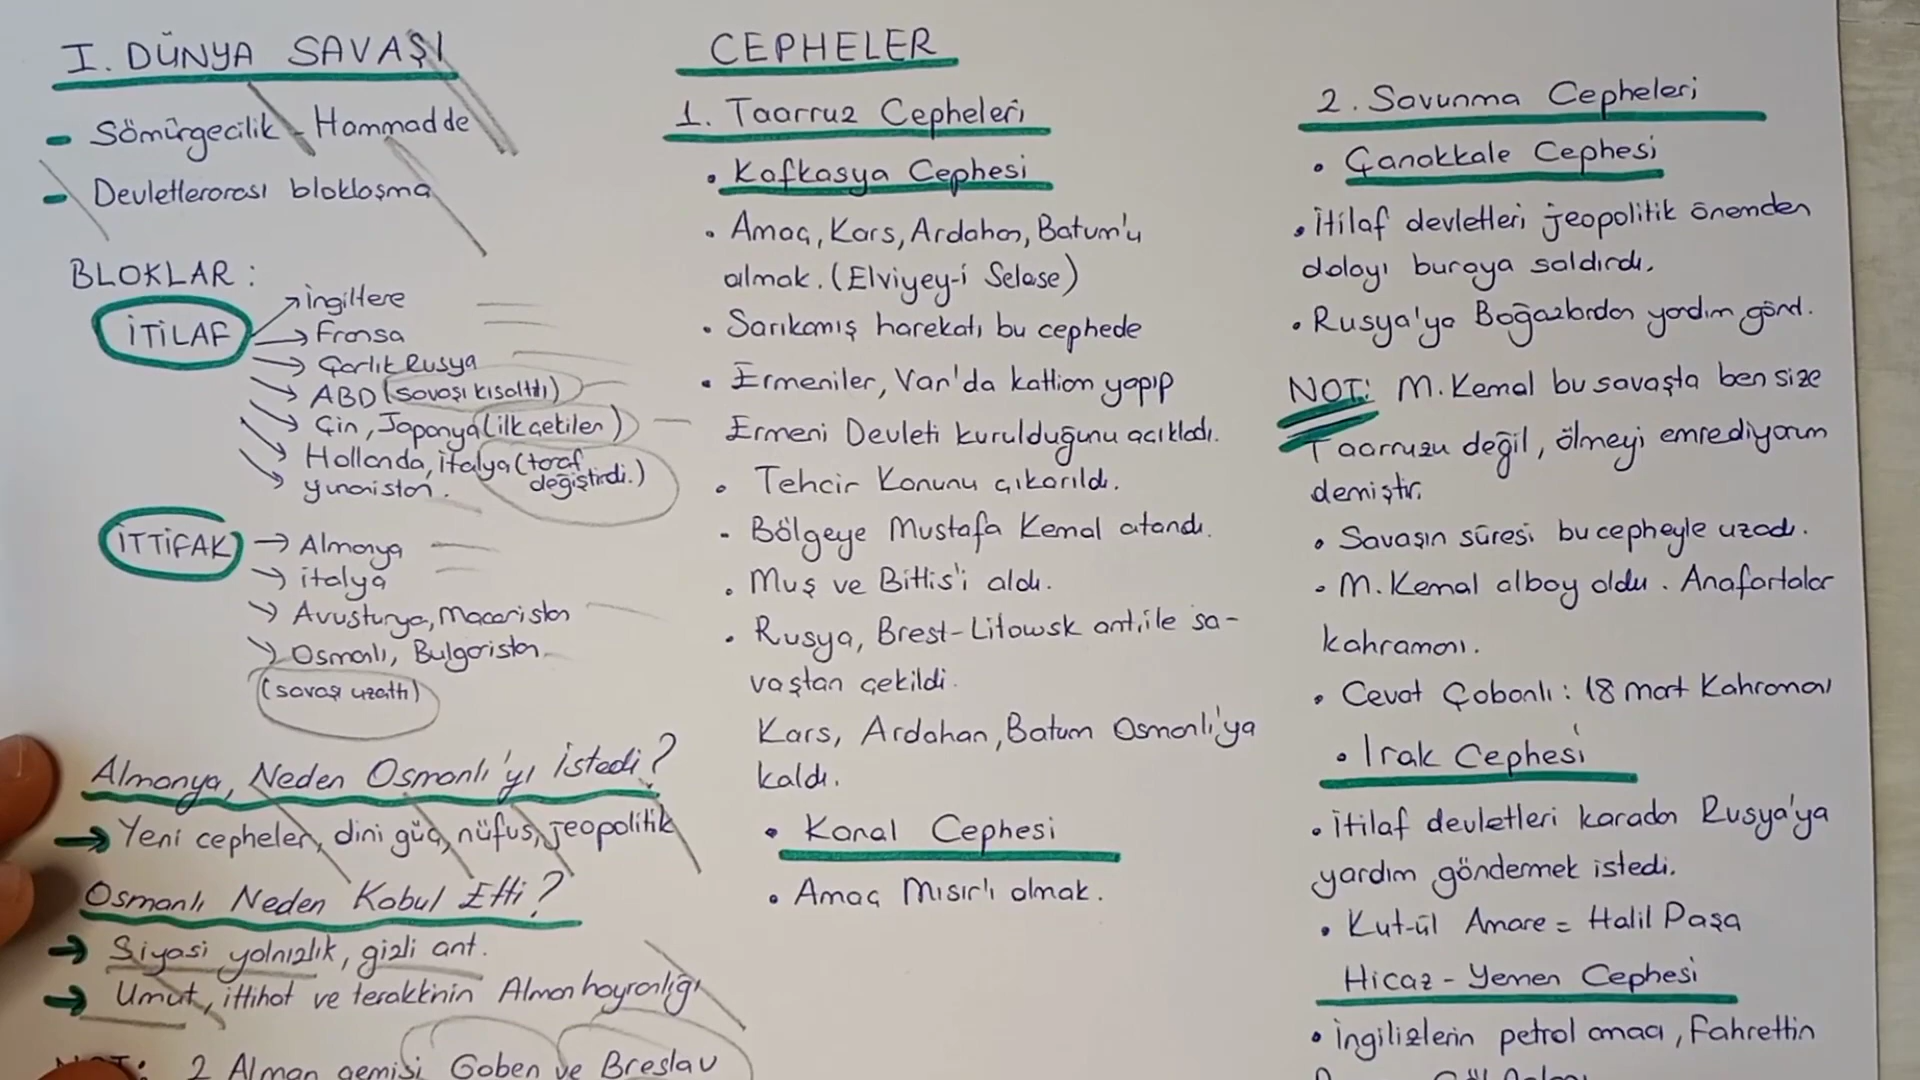 I. DÜNYA SAVAŞI
- Sömürgecilik - Hammadde
- Devletlerarası bloklaşma
BLOKLAR :
İTİLAF → İngiltere
→ Fransa
→ Çarlık Rusya
→ ABD (savaşı kısalttı)
→ Çin, Japonya (ilk çekilen)
→ Hollanda, italya (taraf değiştirdi.)
→ yunanistan.
İTTİFAK → Almanya
→ italya
→ Avusturya, Macaristan
→ Osmanlı, Bulgaristan
(savaşı uzattı)
Almanya, Neden Osmanlı'yı istedi?
→ Yeni cepheler, dini güç, nüfus, jeopolitik
Osmanlı Neden Kabul Etti?
→ Siyasi yalnızlık, gizli ant.
→ Umut, ittihat ve terakkinin Alman hayranlığı
NOT: 2 Alman gemisi Goben ve Breslav
CEPHELER
1. Taarruz Cepheleri
• Kafkasya Cephesi
• Amaç, Kars, Ardahan, Batum'u
almak. (Elviyey-i Selase)
• Sarıkamış harekatı bu cephede
• Ermeniler, Van'da katliam yapıp
Ermeni Devleti kurulduğunu açıkladı.
• Tehcir Kanunu çıkarıldı.
- Bölgeye Mustafa Kemal atandı.
• Muş ve Bitlis'i aldı.
• Rusya, Brest-Litowsk ant. ile sa-
vaştan çekildi.
Kars, Ardahan, Batum Osmanlı'ya
kaldı.
• Kanal Cephesi
• Amaç Mısır'ı almak.
2. Savunma Cepheleri
• Çanakkale Cephesi
• İtilaf devletleri jeopolitik önemden
dolayı buraya saldırdı.
• Rusya'ya Boğazlardan yardım gönd.
NOT: M. Kemal bu savaşta ben size
Taarruzu değil, ölmeyi emrediyorum
demiştir.
• Savaşın süresi bu cepheyle uzadı.
• M. Kemal albay oldu. Anafartalar
kahramanı.
• Cevat Çobanlı: 18 mart Kahramanı
• Irak Cephesi
• itilaf devletleri karadan Rusya'ya
yardım göndermek istedi.
• Kut-ül Amare = Halil Paşa
Hicaz - Yemen Cephesi
• ingilizlerin petrol amacı, Fahrettin